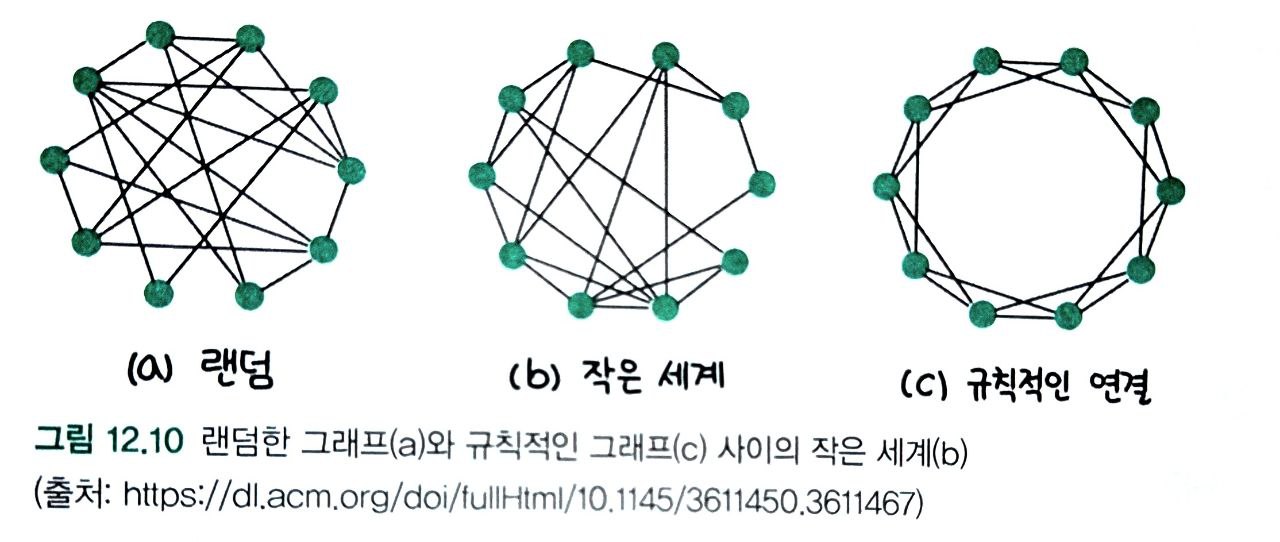 (a) 랜덤
(b) 작은 세계
(c) 규칙적인 연결
그림 12.10 랜덤한 그래프(a)와 규칙적인 그래프(c) 사이의 작은 세계(b)
(출처: https://dl.acm.org/doi/fullHtml/10.1145/3611450.3611467)